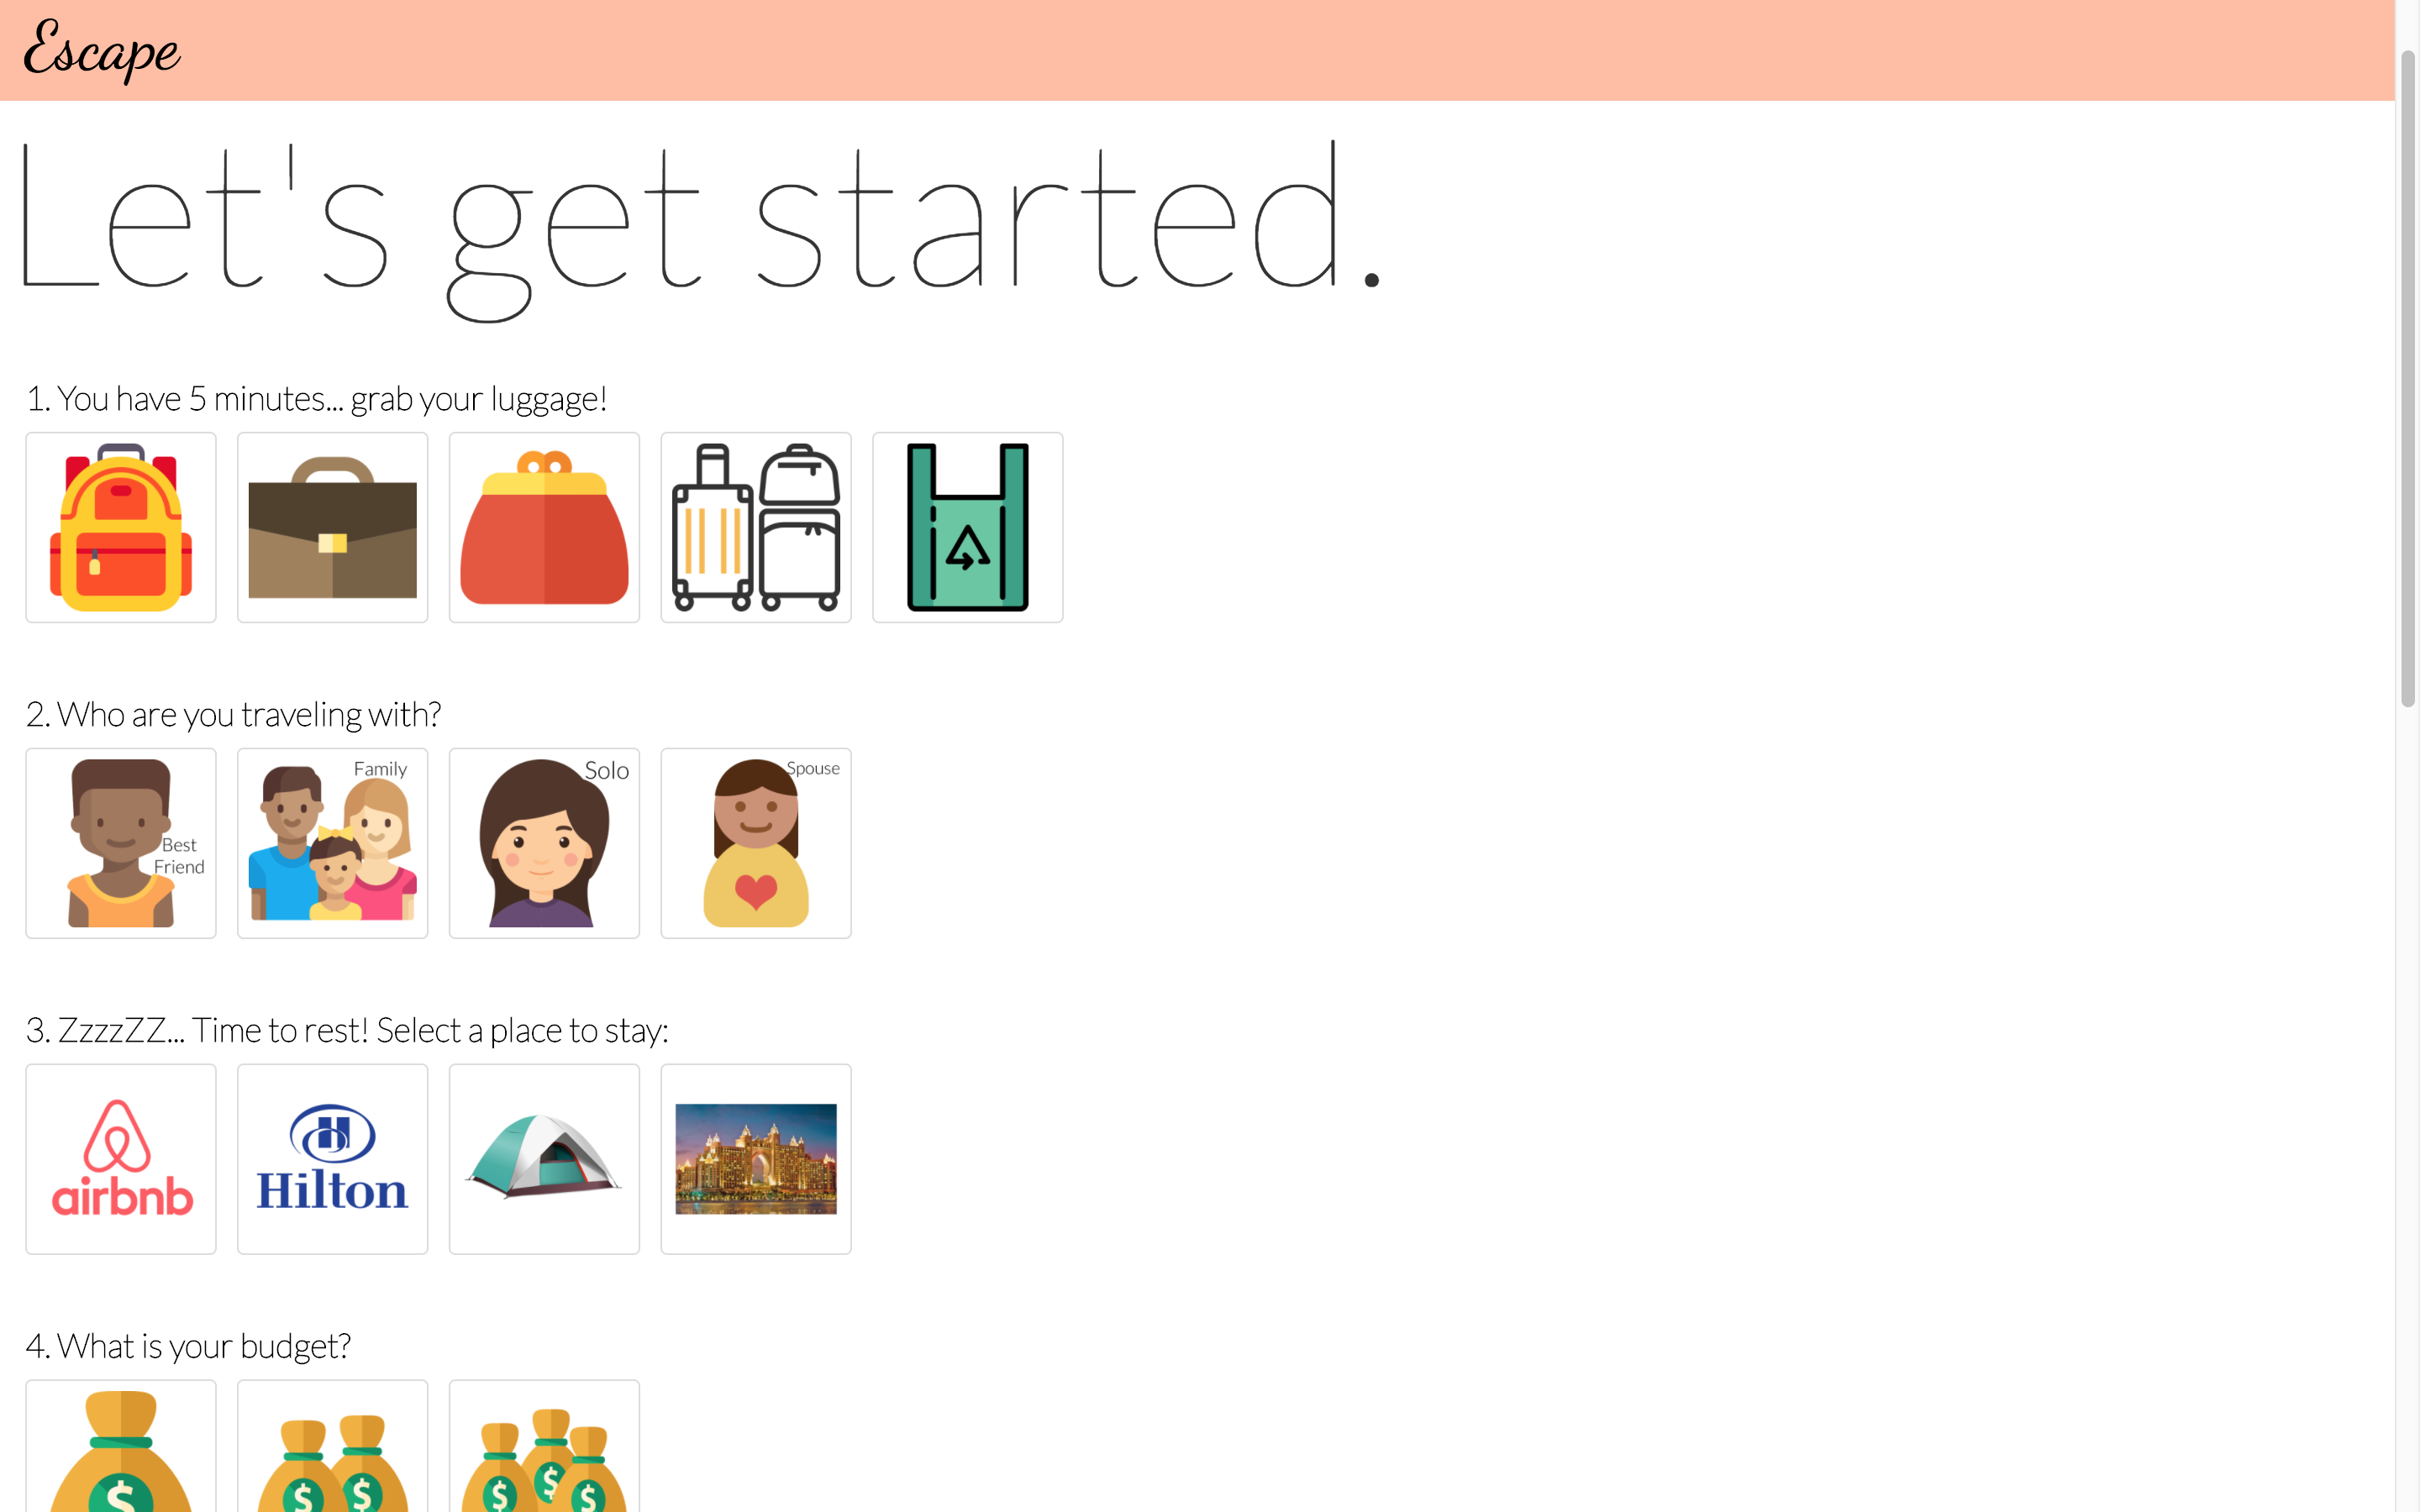 Escape
Let's get started.
1. You have 5 minutes... grab your luggage!
2. Who are you traveling with?
Best
Friend
Family
Solo
Spouse
3. ZzzzZZ... Time to rest! Select a place to stay:
airbnb
H
Hilton
4. What is your budget?
$
$ $
$ $ $